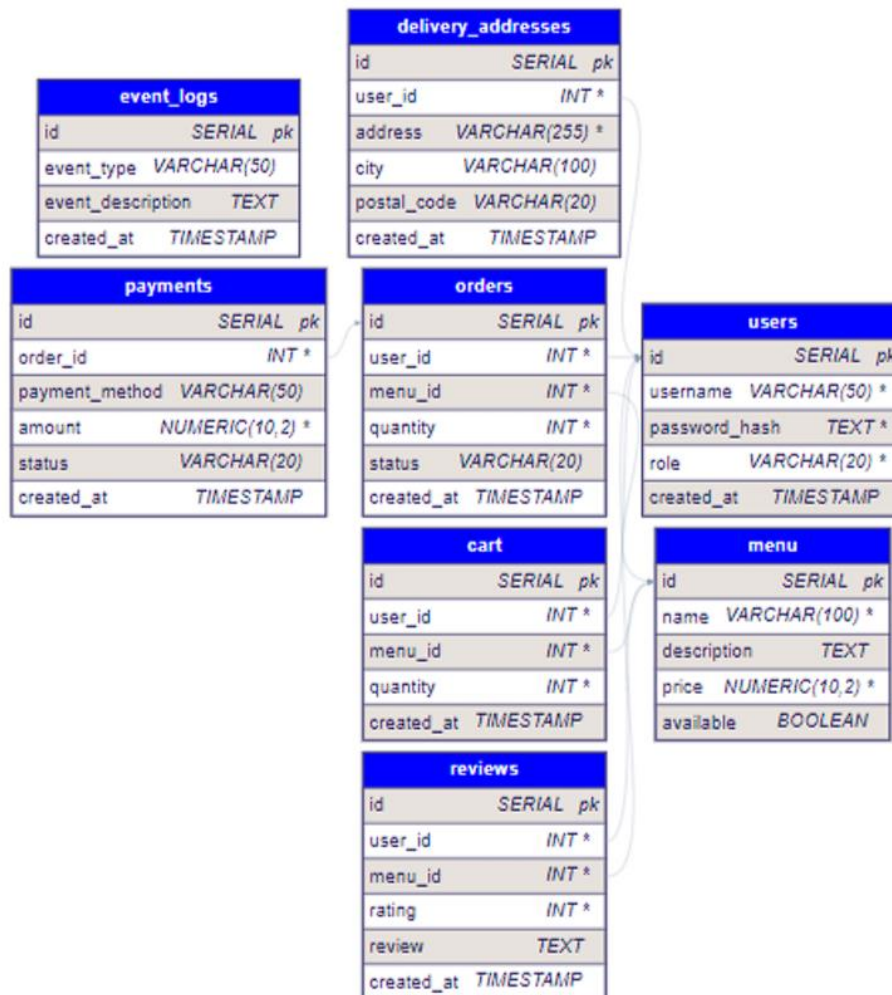 delivery_addresses
id SERIAL pk
user_id INT *
address VARCHAR(255) *
city VARCHAR(100)
postal_code VARCHAR(20)
created_at TIMESTAMP
event_logs
id SERIAL pk
event_type VARCHAR(50)
event_description TEXT
created_at TIMESTAMP
payments
id SERIAL pk
order_id INT *
payment_method VARCHAR(50)
amount NUMERIC(10,2) *
status VARCHAR(20)
created_at TIMESTAMP
orders
id SERIAL pk
user_id INT *
menu_id INT *
quantity INT *
status VARCHAR(20)
created_at TIMESTAMP
users
id SERIAL pk
username VARCHAR(50) *
password_hash TEXT *
role VARCHAR(20) *
created_at TIMESTAMP
cart
id SERIAL pk
user_id INT *
menu_id INT *
quantity INT *
created_at TIMESTAMP
menu
id SERIAL pk
name VARCHAR(100) *
description TEXT
price NUMERIC(10,2) *
available BOOLEAN
reviews
id SERIAL pk
user_id INT *
menu_id INT *
rating INT *
review TEXT
created_at TIMESTAMP